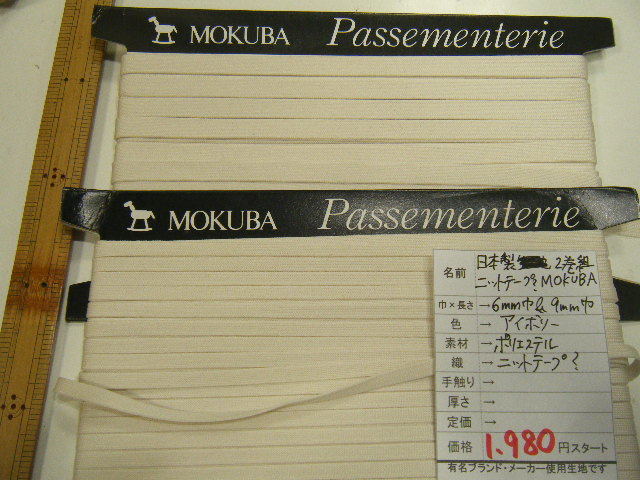 MOKUBA Passementerie
MOKUBA Passementerie
名前 日本製 2巻組
ニットテープ? MOKUBA
巾×長さ →6mm巾&9mm巾
色 →アイボリー
素材 →ポリエステル
織 →ニットテープ?
手触り →
厚さ →
定価 →
価格 1.980円スタート
有名ブランド・メーカー使用生地です